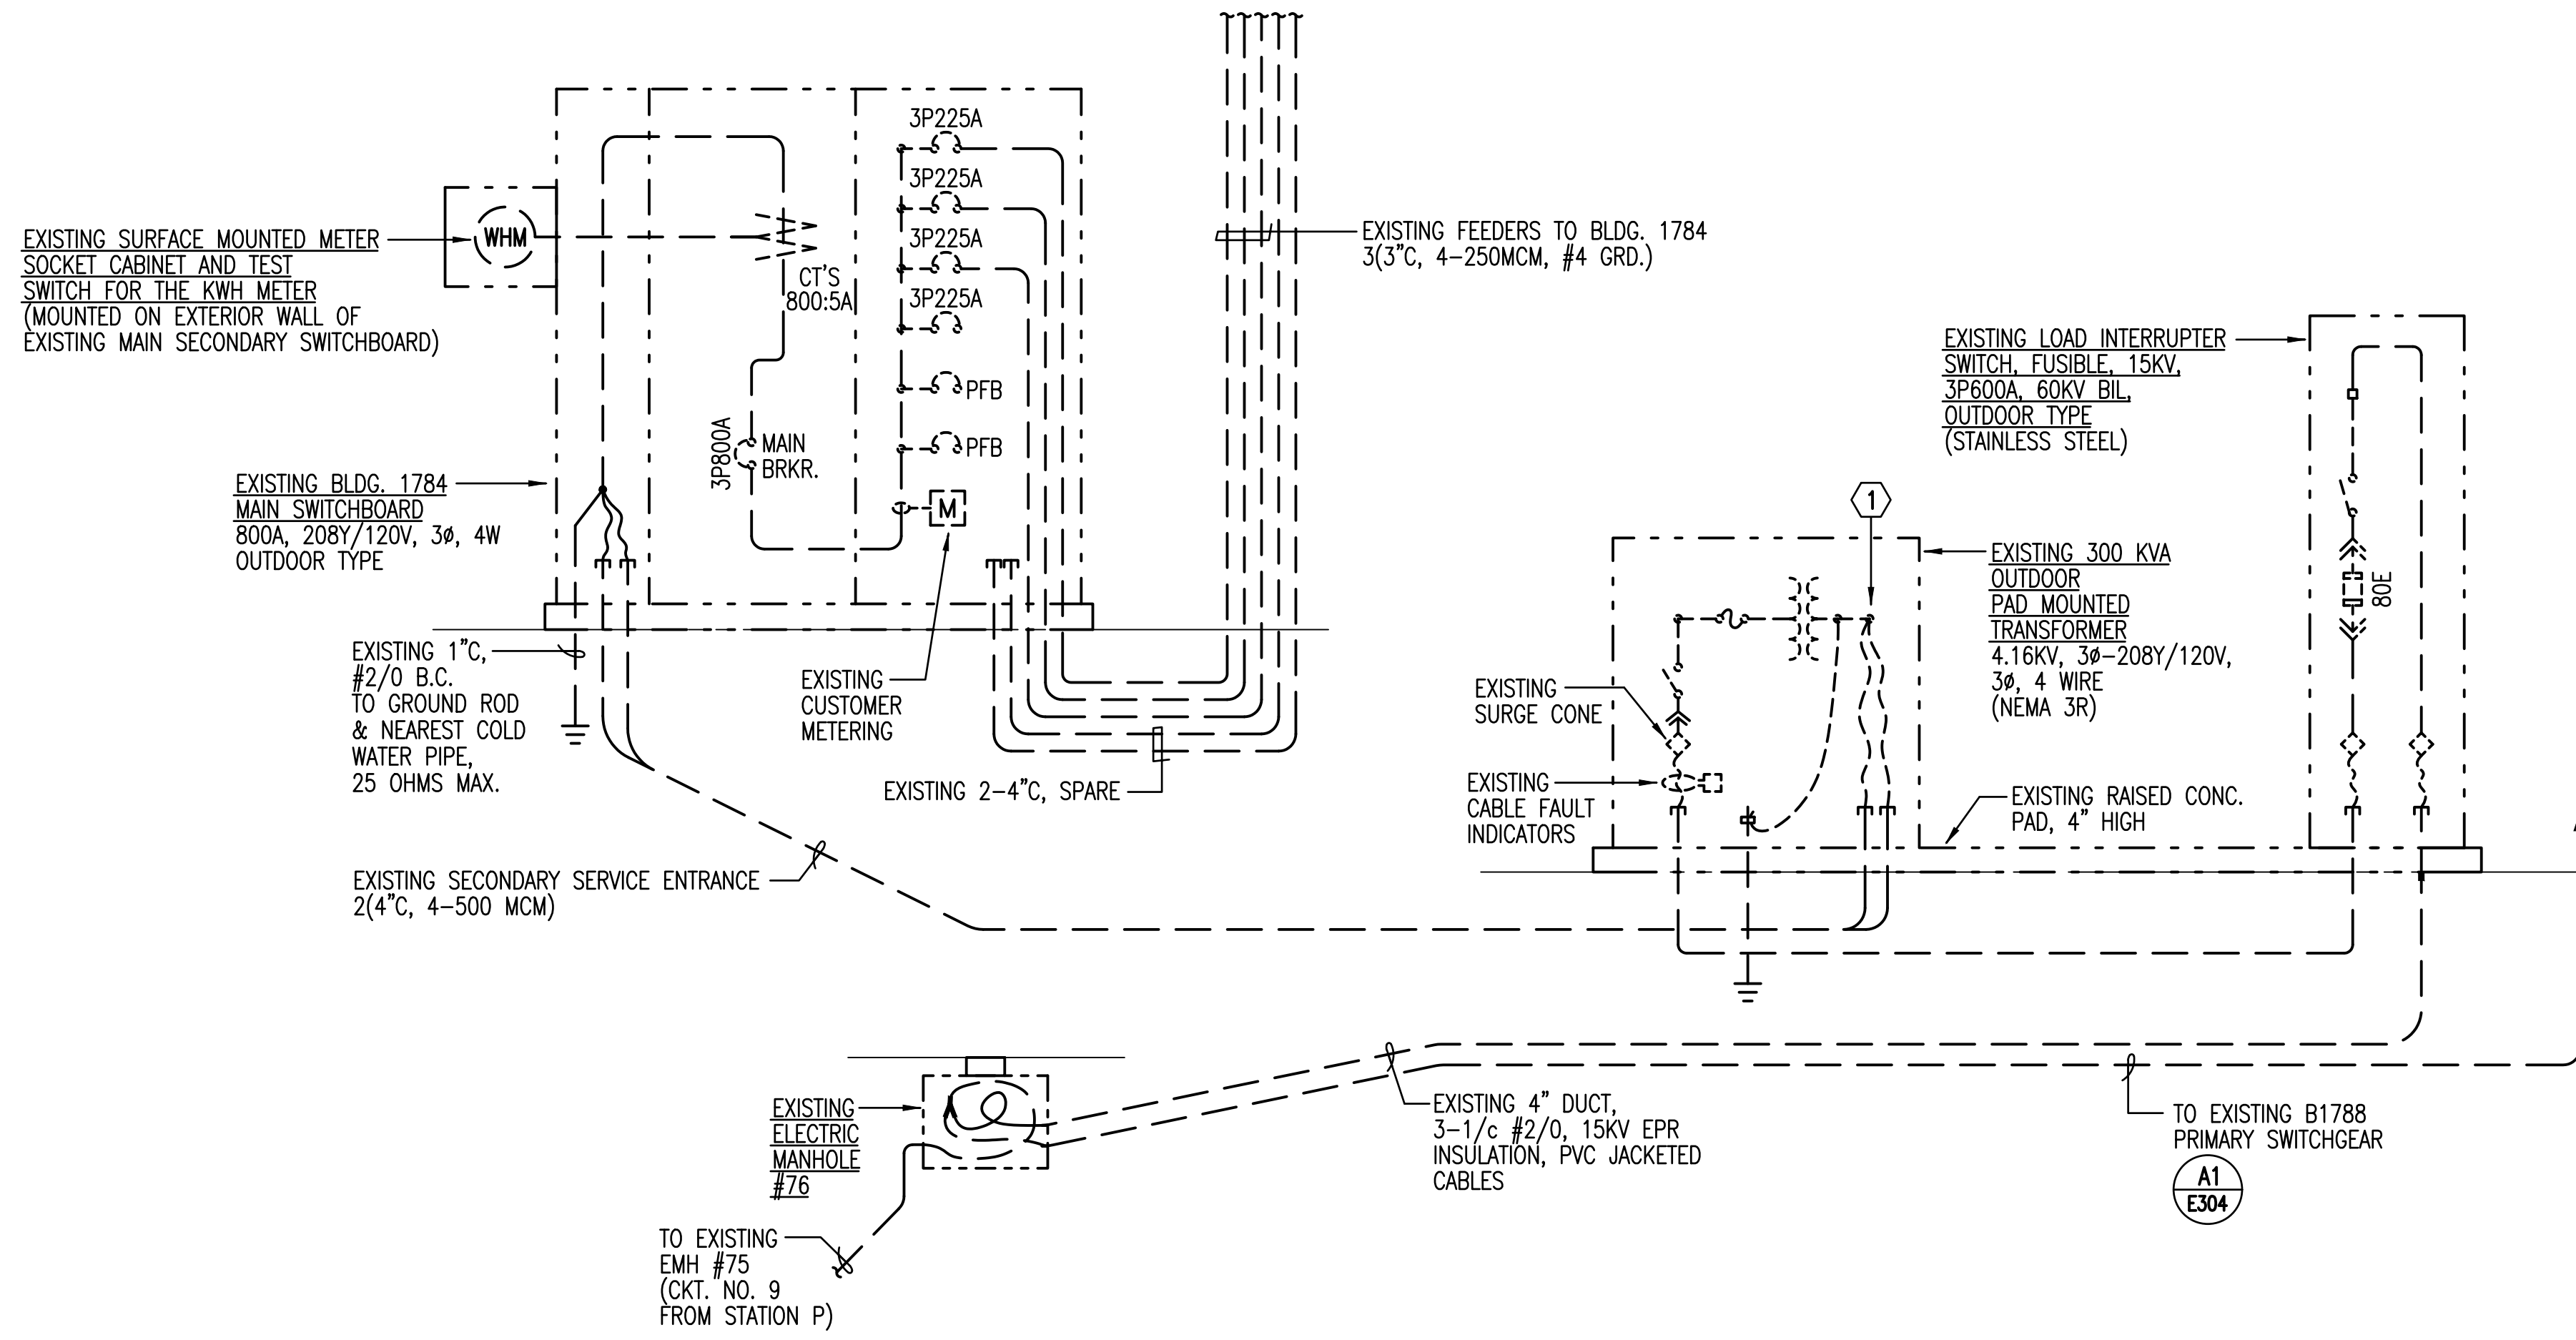 3P225A
3P225A
3P225A
3P225A
PFB
PFB
WHM
CT'S
800:5A
3P800A
MAIN
BRKR.
M
EXISTING SURFACE MOUNTED METER
SOCKET CABINET AND TEST
SWITCH FOR THE KWH METER
(MOUNTED ON EXTERIOR WALL OF
EXISTING MAIN SECONDARY SWITCHBOARD)
EXISTING BLDG. 1784
MAIN SWITCHBOARD
800A, 208Y/120V, 3ø, 4W
OUTDOOR TYPE
EXISTING 1"C,
#2/0 B.C.
TO GROUND ROD
& NEAREST COLD
WATER PIPE,
25 OHMS MAX.
EXISTING
CUSTOMER
METERING
EXISTING 2-4"C, SPARE
EXISTING SECONDARY SERVICE ENTRANCE
2(4"C, 4-500 MCM)
EXISTING FEEDERS TO BLDG. 1784
3(3"C, 4-250MCM, #4 GRD.)
EXISTING LOAD INTERRUPTER
SWITCH, FUSIBLE, 15KV,
3P600A, 60KV BIL,
OUTDOOR TYPE
(STAINLESS STEEL)
80E
1
EXISTING 300 KVA
OUTDOOR
PAD MOUNTED
TRANSFORMER
4.16KV, 3ø-208Y/120V,
3ø, 4 WIRE
(NEMA 3R)
EXISTING
SURGE CONE
EXISTING
CABLE FAULT
INDICATORS
EXISTING RAISED CONC.
PAD, 4" HIGH
EXISTING
ELECTRIC
MANHOLE
#76
TO EXISTING
EMH #75
(CKT. NO. 9
FROM STATION P)
EXISTING 4" DUCT,
3-1/c #2/0, 15KV EPR
INSULATION, PVC JACKETED
CABLES
TO EXISTING B1788
PRIMARY SWITCHGEAR
A1
E304